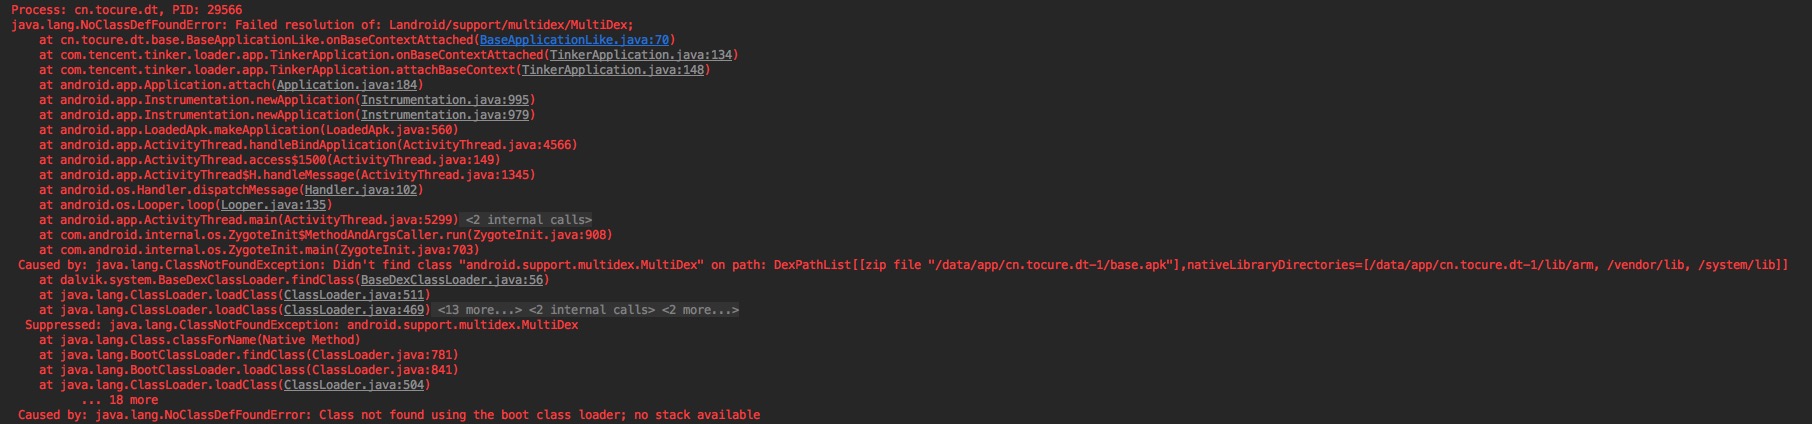 Process: cn.tocure.dt, PID: 29566
java.lang.NoClassDefFoundError: Failed resolution of: Landroid/support/multidex/MultiDex;
at cn.tocure.dt.base.BaseApplicationLike.onBaseContextAttached(BaseApplicationLike.java:70)
at com.tencent.tinker.loader.app.TinkerApplication.onBaseContextAttached(TinkerApplication.java:134)
at com.tencent.tinker.loader.app.TinkerApplication.attachBaseContext(TinkerApplication.java:148)
at android.app.Application.attach(Application.java:184)
at android.app.Instrumentation.newApplication(Instrumentation.java:995)
at android.app.Instrumentation.newApplication(Instrumentation.java:979)
at android.app.LoadedApk.makeApplication(LoadedApk.java:560)
at android.app.ActivityThread.handleBindApplication(ActivityThread.java:4566)
at android.app.ActivityThread.access$1500(ActivityThread.java:149)
at android.app.ActivityThread$H.handleMessage(ActivityThread.java:1345)
at android.os.Handler.dispatchMessage(Handler.java:102)
at android.os.Looper.loop(Looper.java:135)
at android.app.ActivityThread.main(ActivityThread.java:5299) <2 internal calls>
at com.android.internal.os.ZygoteInit$MethodAndArgsCaller.run(ZygoteInit.java:908)
at com.android.internal.os.ZygoteInit.main(ZygoteInit.java:703)
Caused by: java.lang.ClassNotFoundException: Didn't find class "android.support.multidex.MultiDex" on path: DexPathList[[zip file "/data/app/cn.tocure.dt-1/base.apk"],nativeLibraryDirectories=[/data/app/cn.tocure.dt-1/lib/arm, /vendor/lib, /system/lib]]
at dalvik.system.BaseDexClassLoader.findClass(BaseDexClassLoader.java:56)
at java.lang.ClassLoader.loadClass(ClassLoader.java:511)
at java.lang.ClassLoader.loadClass(ClassLoader.java:469) <13 more...> <2 internal calls> <2 more...>
Suppressed: java.lang.ClassNotFoundException: android.support.multidex.MultiDex
at java.lang.Class.classForName(Native Method)
at java.lang.BootClassLoader.findClass(ClassLoader.java:781)
at java.lang.BootClassLoader.loadClass(ClassLoader.java:841)
at java.lang.ClassLoader.loadClass(ClassLoader.java:504)
... 18 more
Caused by: java.lang.NoClassDefFoundError: Class not found using the boot class loader; no stack available